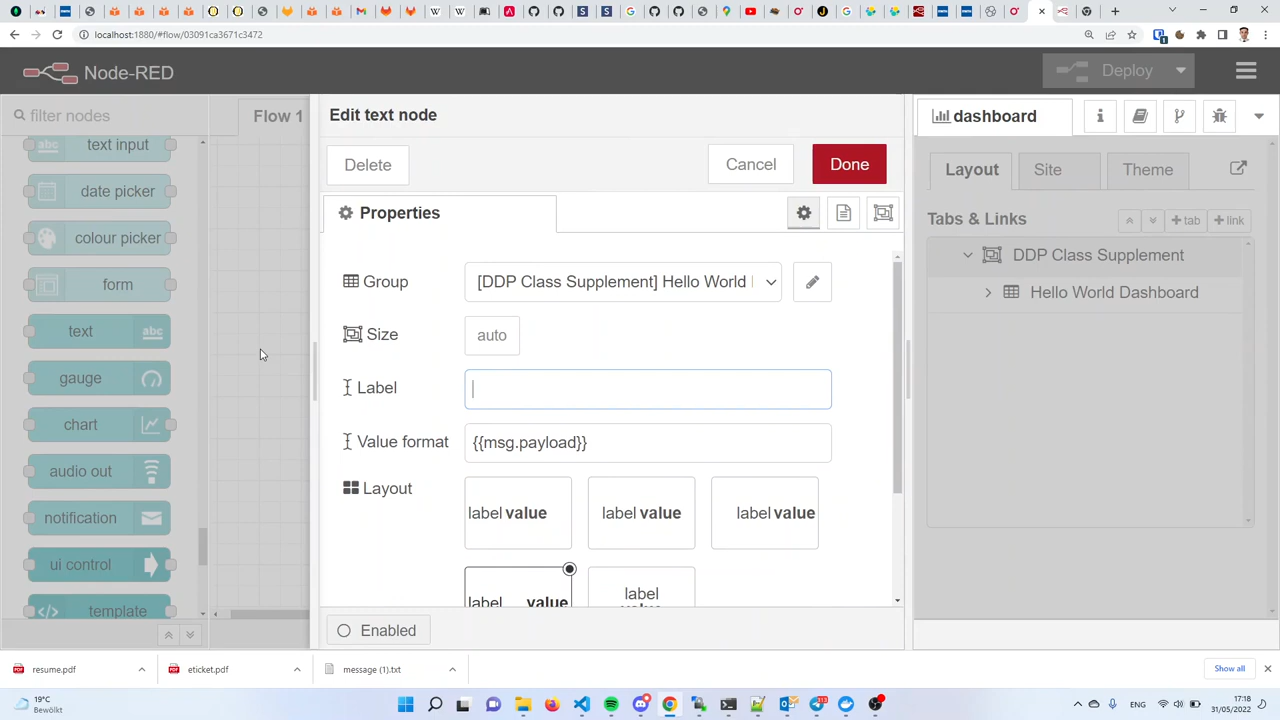 localhost:1880/#flow/03091ca3671c3472
Node-RED
Deploy
filter nodes
Flow 1
Edit text node
dashboard
text input
Delete
Cancel
Done
Layout
Site
Theme
date picker
Properties
Tabs & Links
tab
link
colour picker
DDP Class Supplement
form
Group
[DDP Class Supplement] Hello World
Hello World Dashboard
text
abc
Size
auto
gauge
Label
chart
Value format
{{msg.payload}}
audio out
Layout
label value
label value
label value
notification
ui control
label value
label
value
template
Enabled
resume.pdf
eticket.pdf
message (1).txt
Show all
19°C
Bewölkt
ENG
17:18
31/05/2022